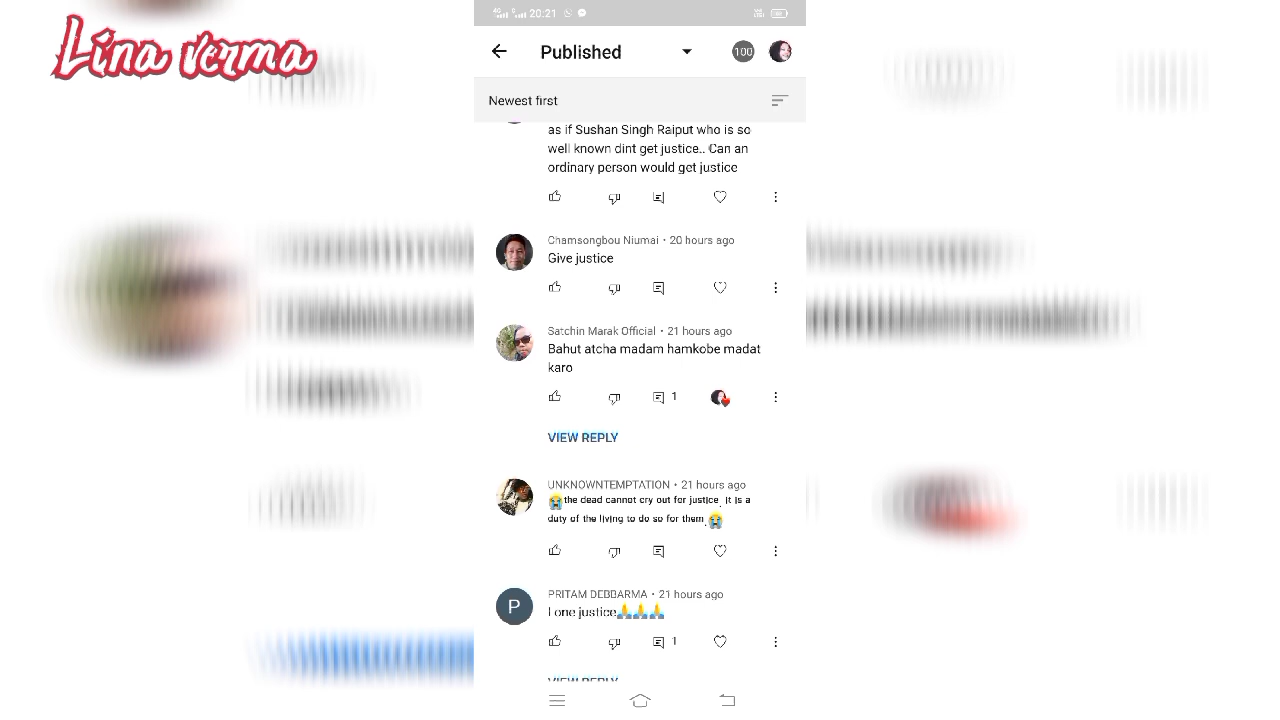 Lina verma
4G 20:21
Published
100
Newest first
as if Sushan Singh Rajput who is so
well known dint get justice.. Can an
ordinary person would get justice
Chamsongbou Niumai • 20 hours ago
Give justice
Satchin Marak Official • 21 hours ago
Bahut atcha madam hamkobe madat
karo
1
VIEW REPLY
UNKNOWNTEMPTATION • 21 hours ago
😭the dead cannot cry out for justice. It is a
duty of the living to do so for them.😭
P
PRITAM DEBBARMA • 21 hours ago
I one justice🙏🙏🙏
1
VIEW REPLY